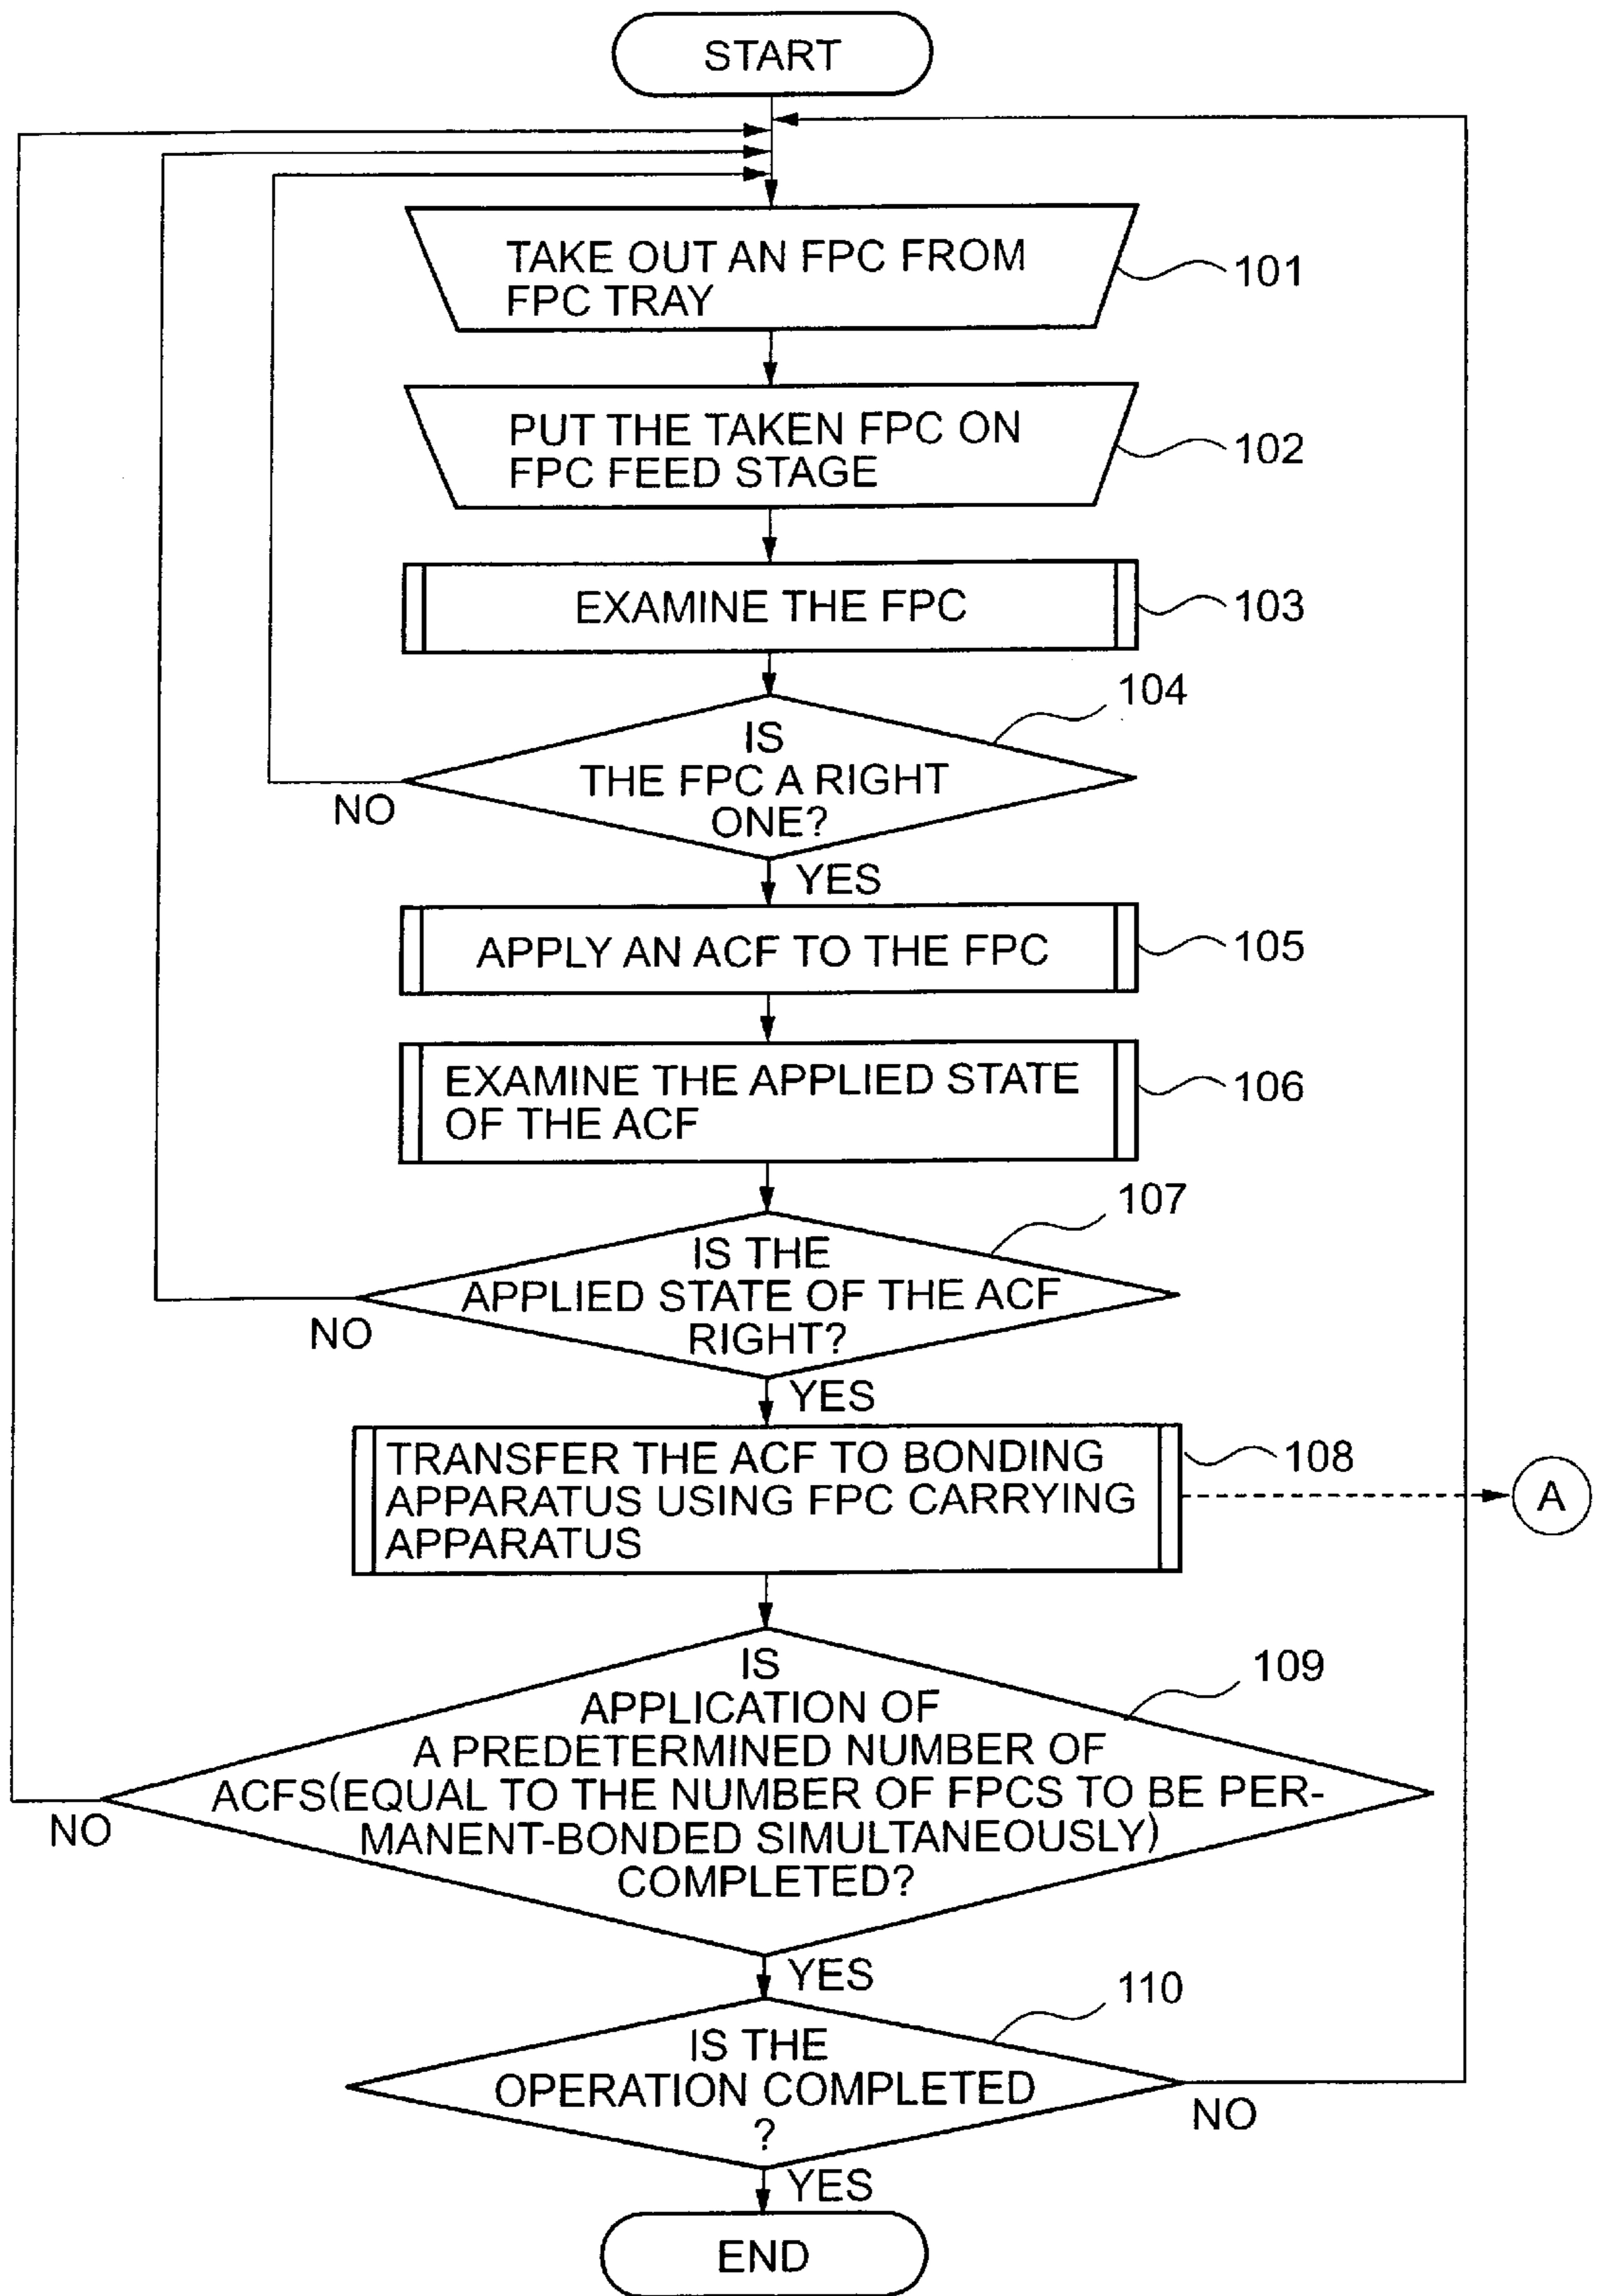 START
TAKE OUT AN FPC FROM
FPC TRAY
101
PUT THE TAKEN FPC ON
FPC FEED STAGE
102
EXAMINE THE FPC
103
104
IS
THE FPC A RIGHT
ONE?
NO
YES
APPLY AN ACF TO THE FPC
105
EXAMINE THE APPLIED STATE
OF THE ACF
106
107
IS THE
APPLIED STATE OF THE ACF
RIGHT?
NO
YES
TRANSFER THE ACF TO BONDING
APPARATUS USING FPC CARRYING
APPARATUS
108
A
109
IS
APPLICATION OF
A PREDETERMINED NUMBER OF
ACFS(EQUAL TO THE NUMBER OF FPCS TO BE PER-
MANENT-BONDED SIMULTANEOUSLY)
COMPLETED?
NO
YES
110
IS THE
OPERATION COMPLETED
?
NO
YES
END